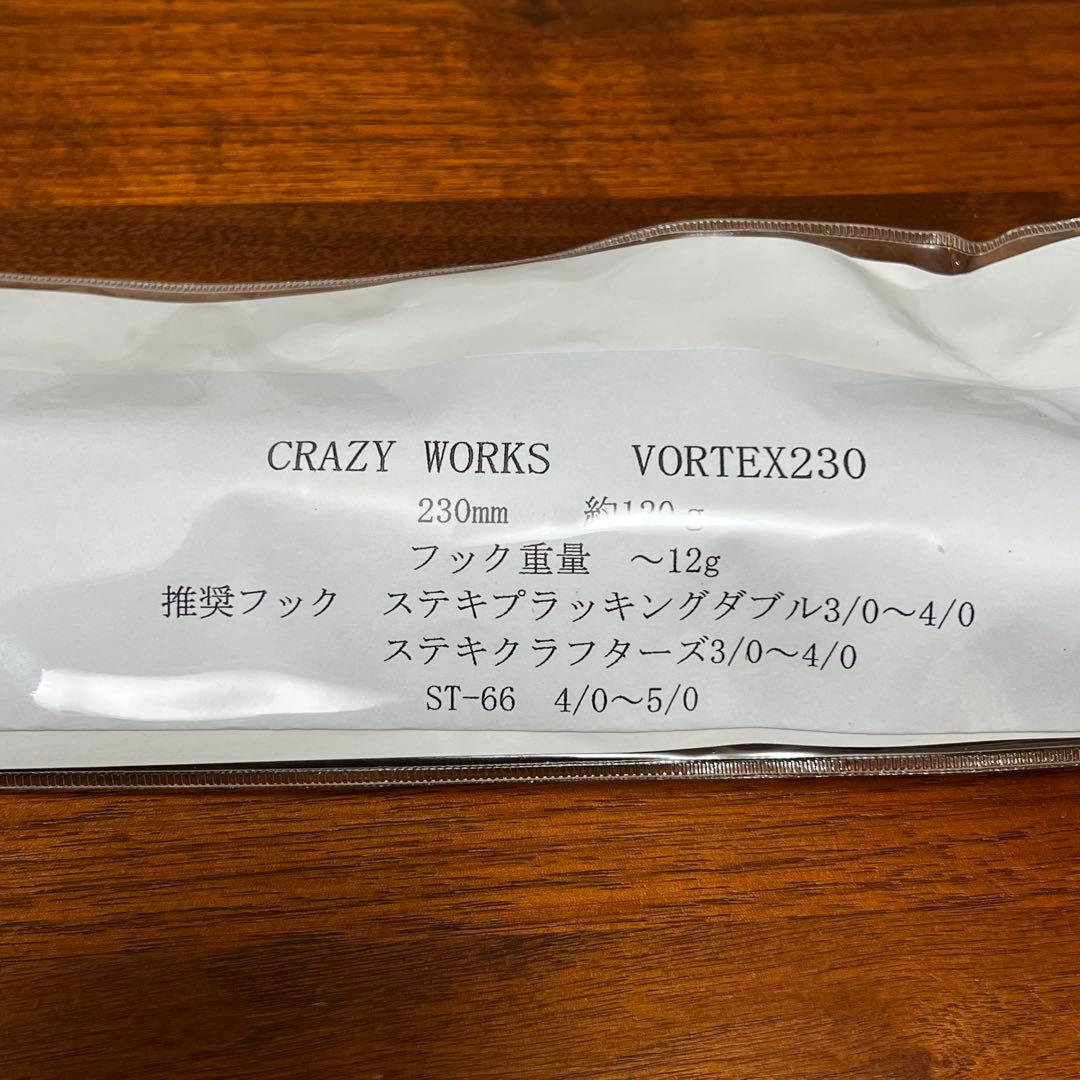 CRAZY WORKS　VORTEX230
230mm　約
フック重量　～12g
推奨フック　ステキプラッキングダブル3/0～4/0
ステキクラフターズ3/0～4/0
ST-66　4/0～5/0